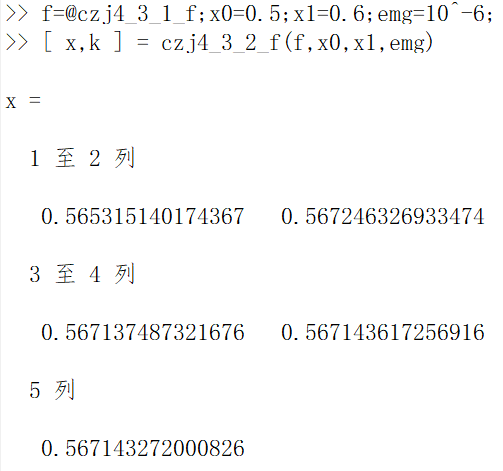 >> f=@czj4_3_1_f;x0=0.5;x1=0.6;emg=10^-6;
>> [ x,k ] = czj4_3_2_f(f,x0,x1,emg)
x =
1 至 2 列
0.565315140174367   0.567246326933474
3 至 4 列
0.567137487321676   0.567143617256916
5 列
0.567143272000826